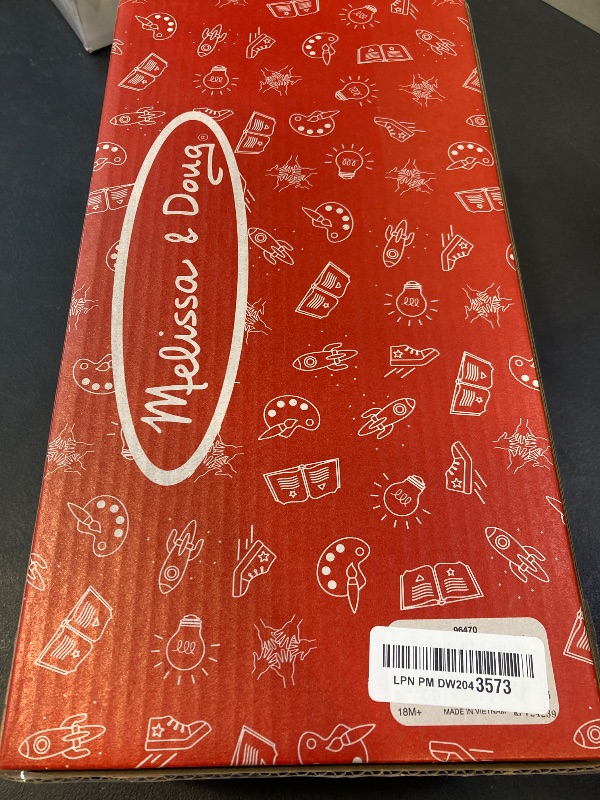 Melissa & Doug®
96470
LPN PM DW2043573
18M+ MADE IN VIETNAM